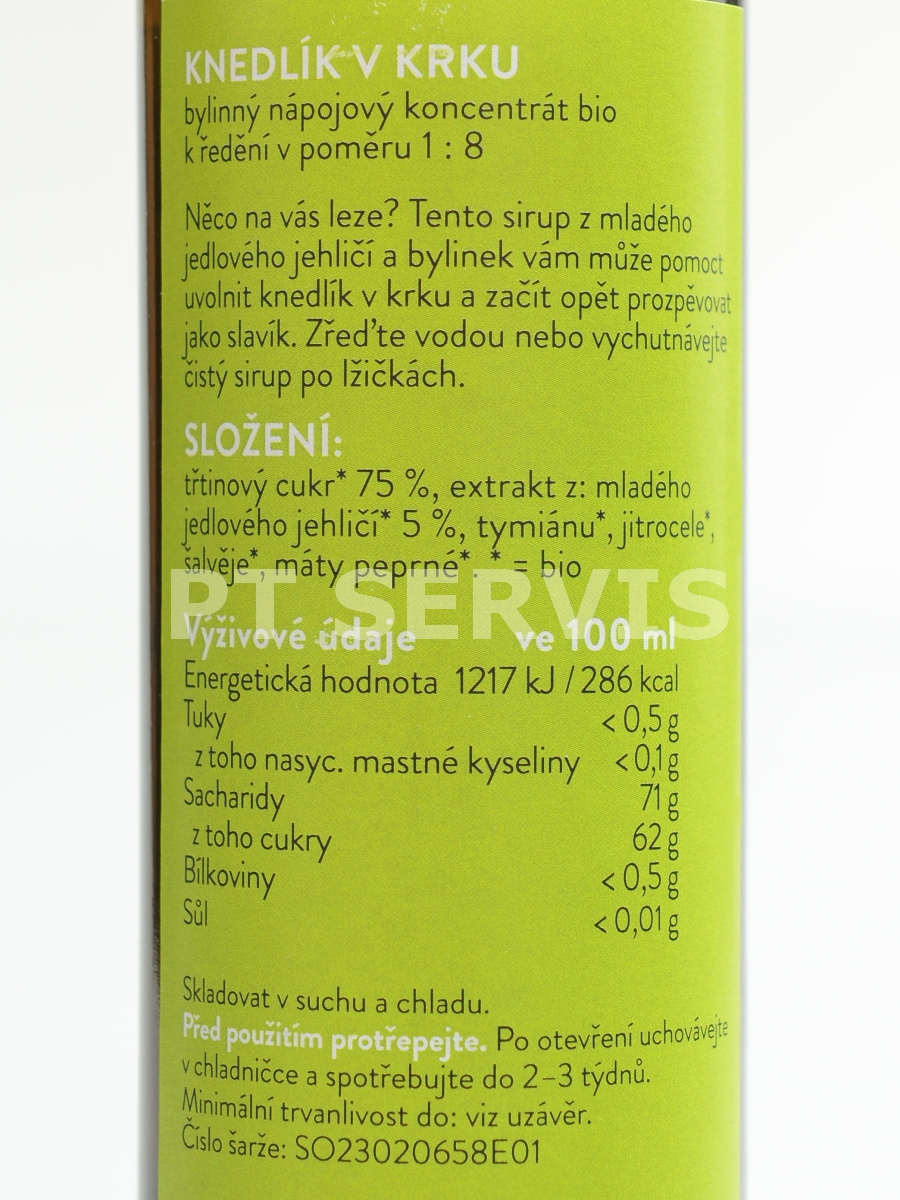 KNEDLÍK V KRKU
bylinný nápojový koncentrát bio
k ředění v poměru 1 : 8
Něco na vás leze? Tento sirup z mladého
jedlového jehličí a bylinek vám může pomoct
uvolnit knedlík v krku a začít opět prozpěvovat
jako slavík. Zřeďte vodou nebo vychutnávejte
čistý sirup po lžičkách.
SLOŽENÍ:
třtinový cukr* 75 %, extrakt z: mladého
jedlového jehličí* 5 %, tymiánu*, jitrocele*,
šalvěje*, máty peprné*. * = bio
PT SERVIS
Výživové údaje ve 100 ml
Energetická hodnota 1217 kJ / 286 kcal
Tuky < 0,5 g
z toho nasyc. mastné kyseliny < 0,1 g
Sacharidy 71 g
z toho cukry 62 g
Bílkoviny < 0,5 g
Sůl < 0,01 g
Skladovat v suchu a chladu.
Před použitím protřepejte. Po otevření uchovávejte
v chladničce a spotřebujte do 2–3 týdnů.
Minimální trvanlivost do: viz uzávěr.
Číslo šarže: SO23020658E01